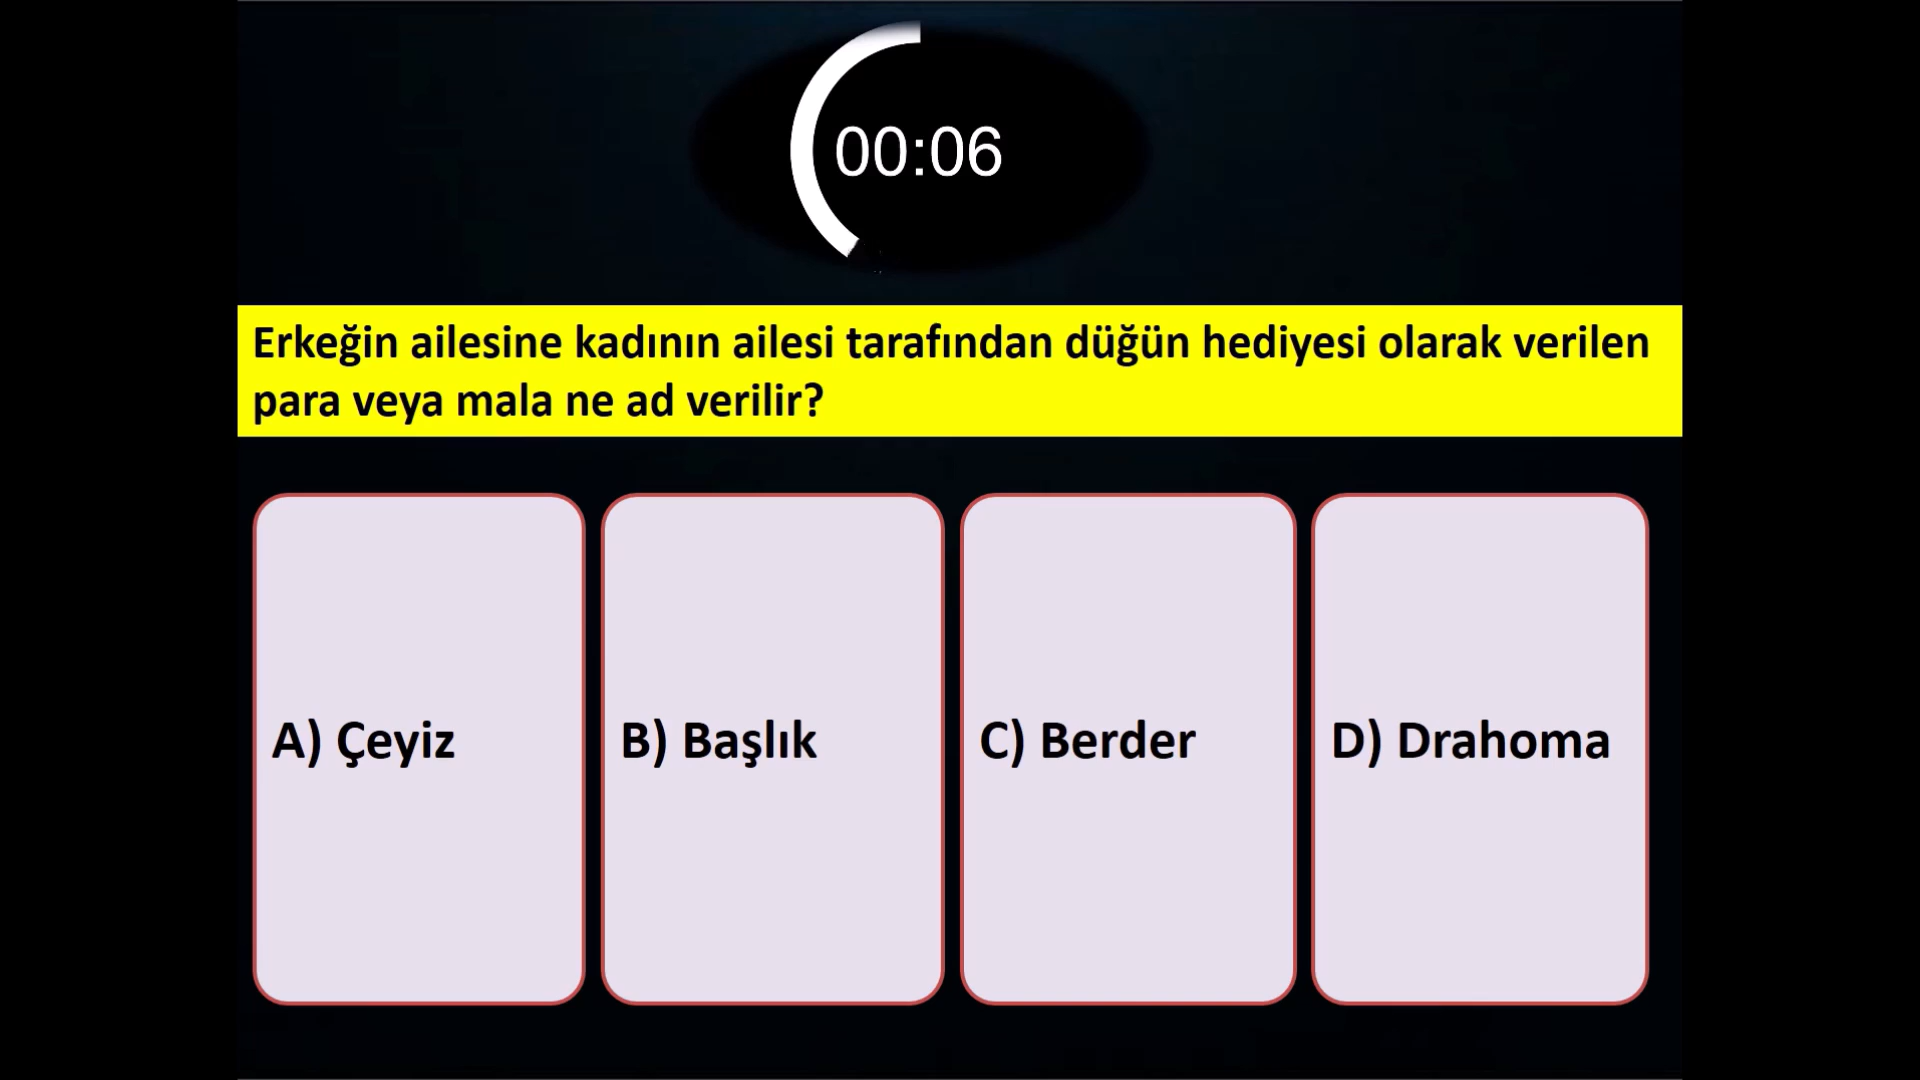 00:06
Erkeğin ailesine kadının ailesi tarafından düğün hediyesi olarak verilen
para veya mala ne ad verilir?
A) Çeyiz
B) Başlık
C) Berder
D) Drahoma